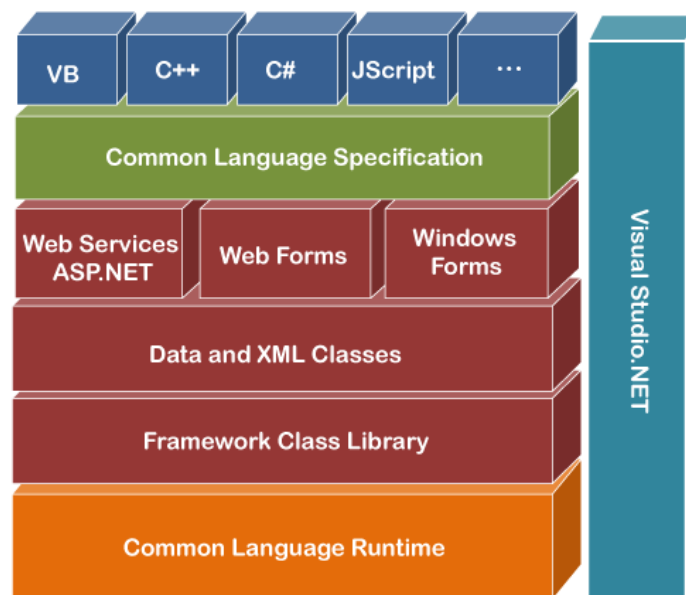 VB
C++
C#
JScript
...
Common Language Specification
Web Services
ASP.NET
Web Forms
Windows
Forms
Data and XML Classes
Framework Class Library
Common Language Runtime
Visual Studio.NET